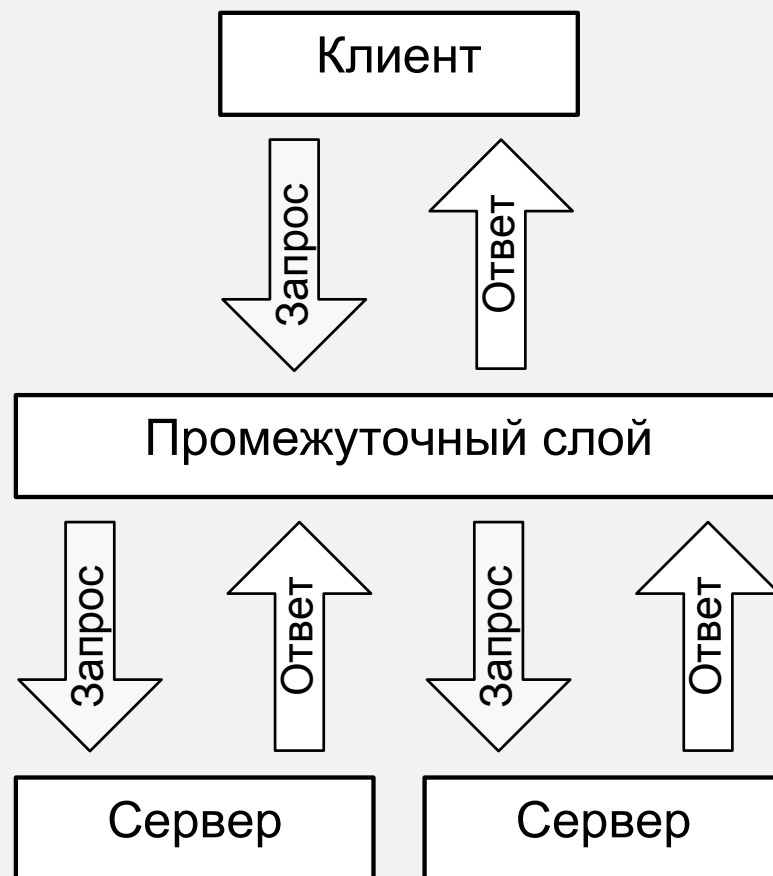 Клиент
Запрос
Ответ
Промежуточный слой
Запрос
Ответ
Запрос
Ответ
Сервер
Сервер